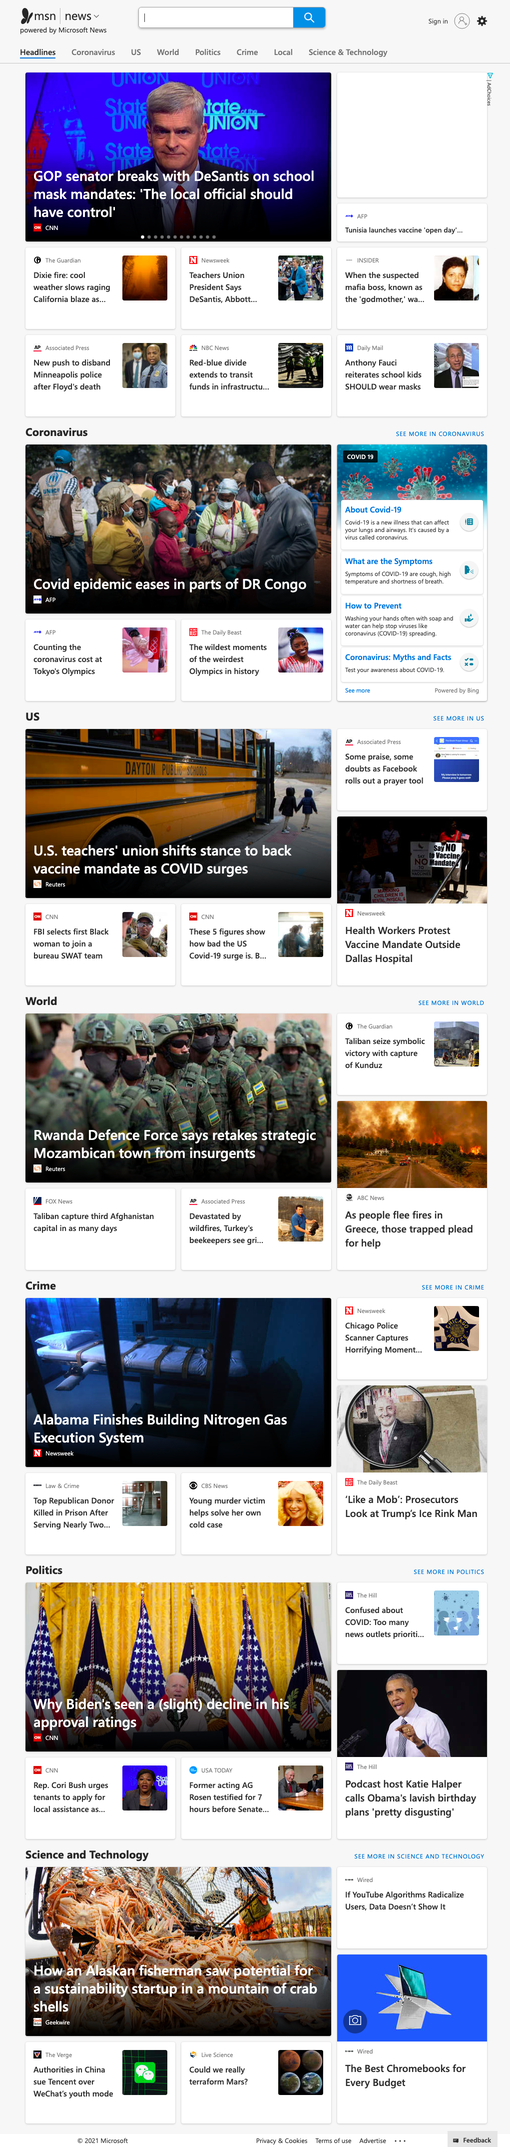 msn news
powered by Microsoft News
Sign in
Headlines
Coronavirus
US
World
Politics
Crime
Local
Science & Technology
State of the UNION
GOP senator breaks with DeSantis on school
mask mandates: 'The local official should
have control'
CNN
AdChoices
AFP
Tunisia launches vaccine 'open day'...
The Guardian
Dixie fire: cool
weather slows raging
California blaze as...
Newsweek
Teachers Union
President Says
DeSantis, Abbott...
INSIDER
When the suspected
mafia boss, known as
the 'godmother,' wa...
Associated Press
New push to disband
Minneapolis police
after Floyd's death
NBC News
Red-blue divide
extends to transit
funds in infrastructu...
Daily Mail
Anthony Fauci
reiterates school kids
SHOULD wear masks
Coronavirus
SEE MORE IN CORONAVIRUS
Covid epidemic eases in parts of DR Congo
AFP
COVID 19
About Covid-19
Covid-19 is a new illness that can affect
your lungs and airways. It's caused by a
virus called coronavirus.
What are the Symptoms
Symptoms of COVID-19 are cough, high
temperature and shortness of breath.
How to Prevent
Washing your hands often with soap and
water can help stop viruses like
coronavirus (COVID-19) spreading.
Coronavirus: Myths and Facts
Test your awareness about COVID-19.
See more
Powered by Bing
AFP
Counting the
coronavirus cost at
Tokyo's Olympics
The Daily Beast
The wildest moments
of the weirdest
Olympics in history
US
SEE MORE IN US
DAYTON PUBLIC SCHOOLS
U.S. teachers' union shifts stance to back
vaccine mandate as COVID surges
Reuters
Associated Press
Some praise, some
doubts as Facebook
rolls out a prayer tool
Say NO
to Vaccine
Mandates!
Newsweek
Health Workers Protest
Vaccine Mandate Outside
Dallas Hospital
CNN
FBI selects first Black
woman to join a
bureau SWAT team
CNN
These 5 figures show
how bad the US
Covid-19 surge is. B...
World
SEE MORE IN WORLD
Rwanda Defence Force says retakes strategic
Mozambican town from insurgents
Reuters
The Guardian
Taliban seize symbolic
victory with capture
of Kunduz
ABC News
As people flee fires in
Greece, those trapped plead
for help
FOX News
Taliban capture third Afghanistan
capital in as many days
Associated Press
Devastated by
wildfires, Turkey's
beekeepers see gri...
Crime
SEE MORE IN CRIME
Alabama Finishes Building Nitrogen Gas
Execution System
Newsweek
Newsweek
Chicago Police
Scanner Captures
Horrifying Moment...
The Daily Beast
'Like a Mob': Prosecutors
Look at Trump's Ice Rink Man
Law & Crime
Top Republican Donor
Killed in Prison After
Serving Nearly Two...
CBS News
Young murder victim
helps solve her own
cold case
Politics
SEE MORE IN POLITICS
Why Biden's seen a (slight) decline in his
approval ratings
CNN
The Hill
Confused about
COVID: Too many
news outlets prioriti...
The Hill
Podcast host Katie Halper
calls Obama's lavish birthday
plans 'pretty disgusting'
CNN
Rep. Cori Bush urges
tenants to apply for
local assistance as...
USA TODAY
Former acting AG
Rosen testified for 7
hours before Senate...
Science and Technology
SEE MORE IN SCIENCE AND TECHNOLOGY
How an Alaskan fisherman saw potential for
a sustainability startup in a mountain of crab
shells
Geekwire
Wired
If YouTube Algorithms Radicalize
Users, Data Doesn't Show It
Wired
The Best Chromebooks for
Every Budget
The Verge
Authorities in China
sue Tencent over
WeChat's youth mode
Live Science
Could we really
terraform Mars?
© 2021 Microsoft
Privacy & Cookies
Terms of use
Advertise
Feedback